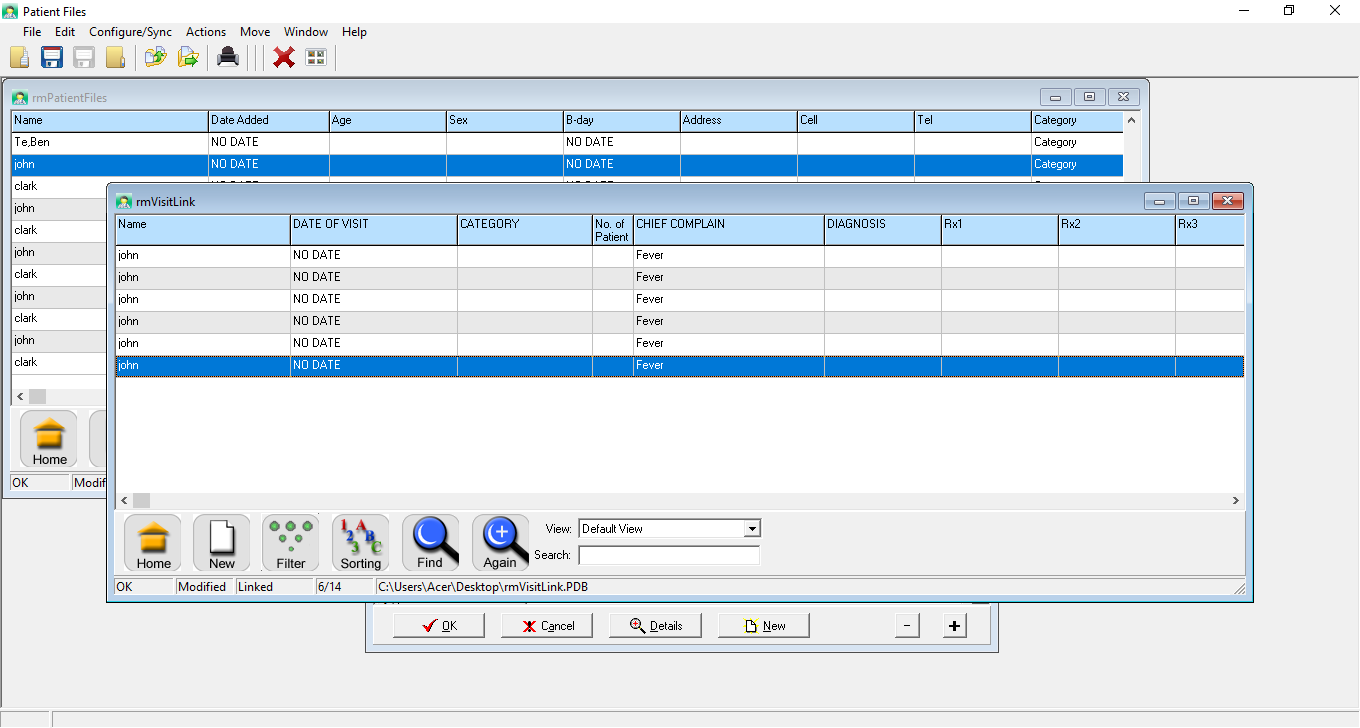 Patient Files
File Edit Configure/Sync Actions Move Window Help
rmPatientFiles
Name Date Added Age Sex B-day Address Cell Tel Category
Te,Ben NO DATE NO DATE Category
john NO DATE NO DATE Category
clark
john
clark
john
clark
john
clark
john
clark
Home
OK Modif
rmVisitLink
Name DATE OF VISIT CATEGORY No. of Patient CHIEF COMPLAIN DIAGNOSIS Rx1 Rx2 Rx3
john NO DATE Fever
john NO DATE Fever
john NO DATE Fever
john NO DATE Fever
john NO DATE Fever
john NO DATE Fever
Home New Filter Sorting Find Again
View: Default View
Search:
OK Modified Linked 6/14 C:\Users\Acer\Desktop\rmVisitLink.PDB
OK Cancel Details New - +